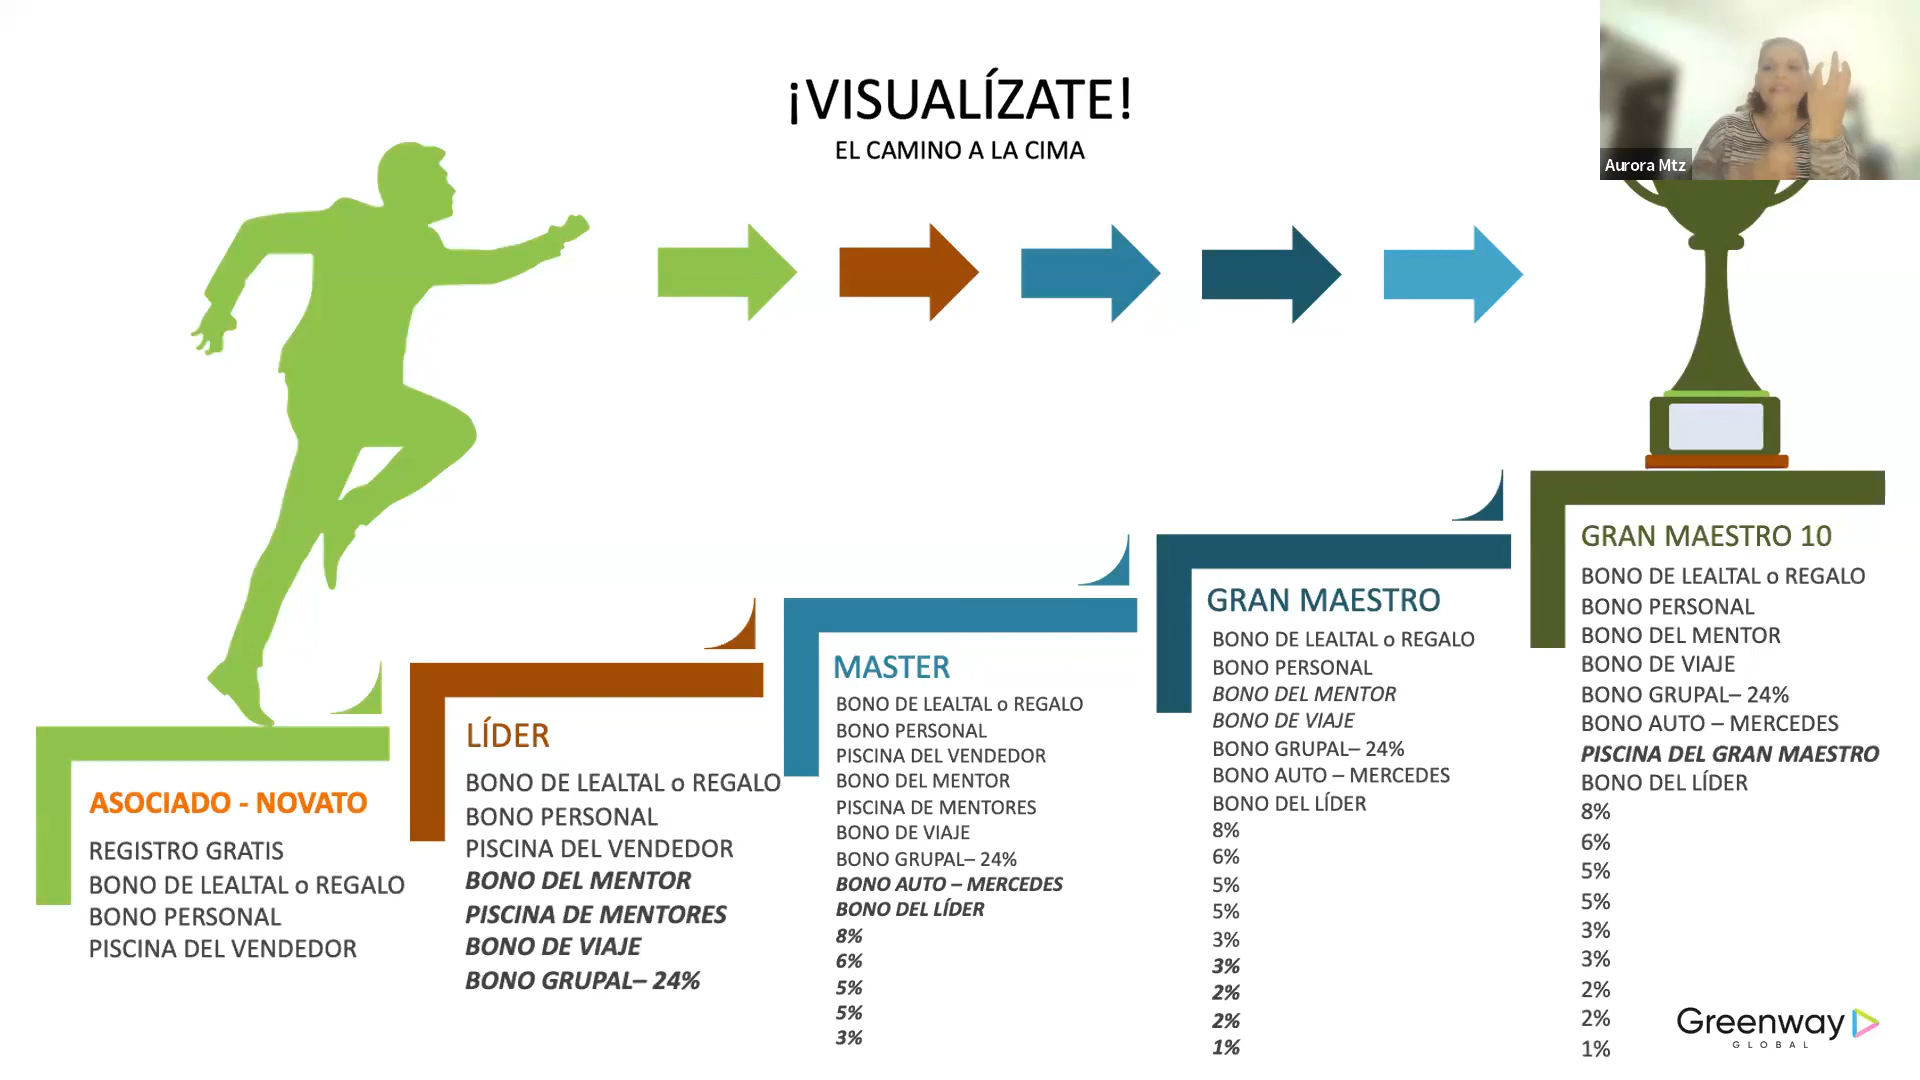 ¡VISUALÍZATE!
EL CAMINO A LA CIMA
Aurora Mtz
ASOCIADO - NOVATO
REGISTRO GRATIS
BONO DE LEALTAL o REGALO
BONO PERSONAL
PISCINA DEL VENDEDOR
LÍDER
BONO DE LEALTAL o REGALO
BONO PERSONAL
PISCINA DEL VENDEDOR
BONO DEL MENTOR
PISCINA DE MENTORES
BONO DE VIAJE
BONO GRUPAL– 24%
MASTER
BONO DE LEALTAL o REGALO
BONO PERSONAL
PISCINA DEL VENDEDOR
BONO DEL MENTOR
PISCINA DE MENTORES
BONO DE VIAJE
BONO GRUPAL– 24%
BONO AUTO – MERCEDES
BONO DEL LÍDER
8%
6%
5%
5%
3%
GRAN MAESTRO
BONO DE LEALTAL o REGALO
BONO PERSONAL
BONO DEL MENTOR
BONO DE VIAJE
BONO GRUPAL– 24%
BONO AUTO – MERCEDES
BONO DEL LÍDER
8%
6%
5%
5%
3%
3%
2%
2%
1%
GRAN MAESTRO 10
BONO DE LEALTAL o REGALO
BONO PERSONAL
BONO DEL MENTOR
BONO DE VIAJE
BONO GRUPAL– 24%
BONO AUTO – MERCEDES
PISCINA DEL GRAN MAESTRO
BONO DEL LÍDER
8%
6%
5%
5%
3%
3%
2%
2%
1%
Greenway
GLOBAL